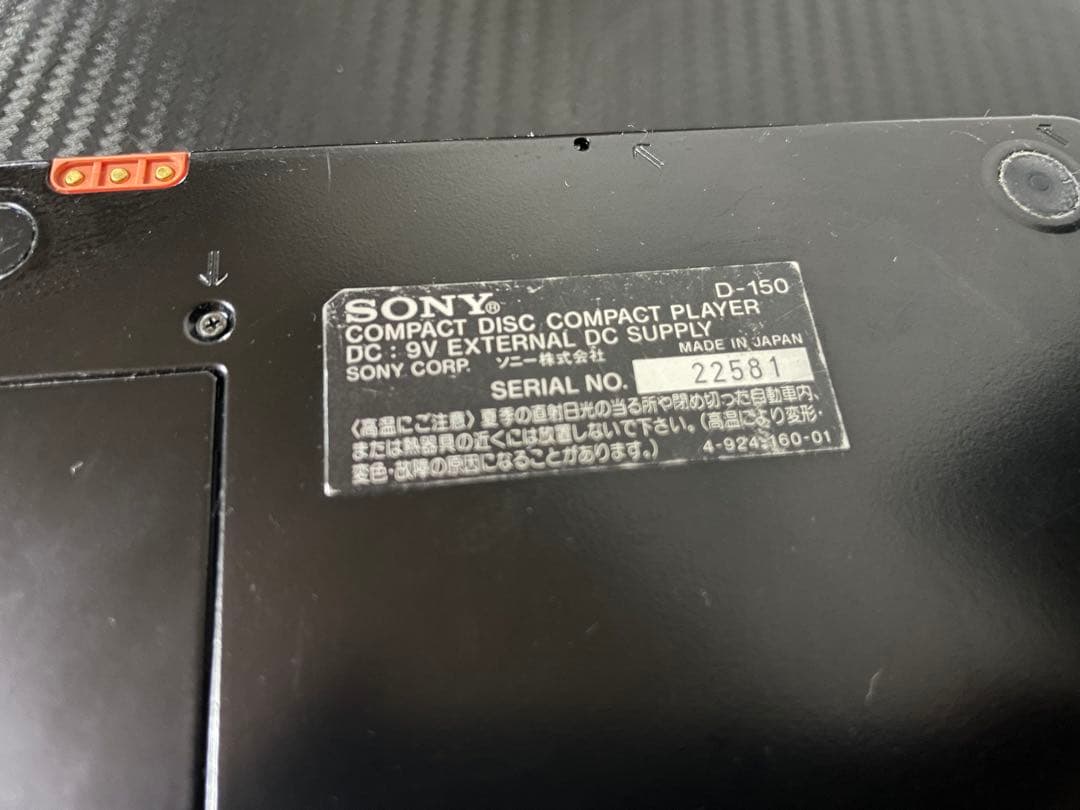 SONY® D-150
COMPACT DISC COMPACT PLAYER
DC : 9V EXTERNAL DC SUPPLY
SONY CORP. ソニー株式会社 MADE IN JAPAN
SERIAL NO. 22581
〈高温にご注意〉夏季の直射日光の当る所や閉め切った自動車内、
または熱器具の近くには放置しないで下さい。(高温により変形・
変色・故障の原因になることがあります。) 4-924-160-01